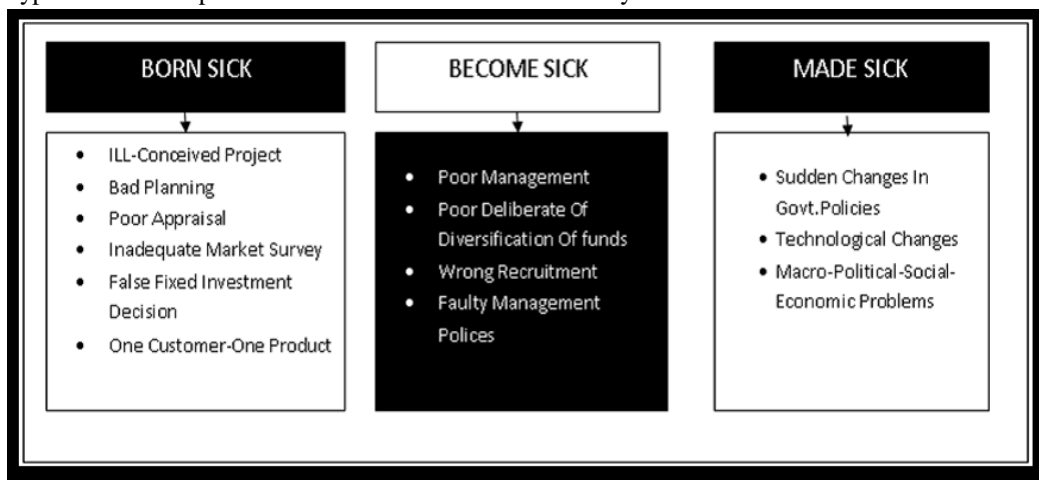 BORN SICK
• ILL-Conceived Project
• Bad Planning
• Poor Appraisal
• Inadequate Market Survey
• False Fixed Investment
Decision
• One Customer-One Product
BECOME SICK
• Poor Management
• Poor Deliberate Of
Diversification Of funds
• Wrong Recruitment
• Faulty Management
Polices
MADE SICK
• Sudden Changes In
Govt.Policies
• Technological Changes
• Macro-Political-Social-
Economic Problems